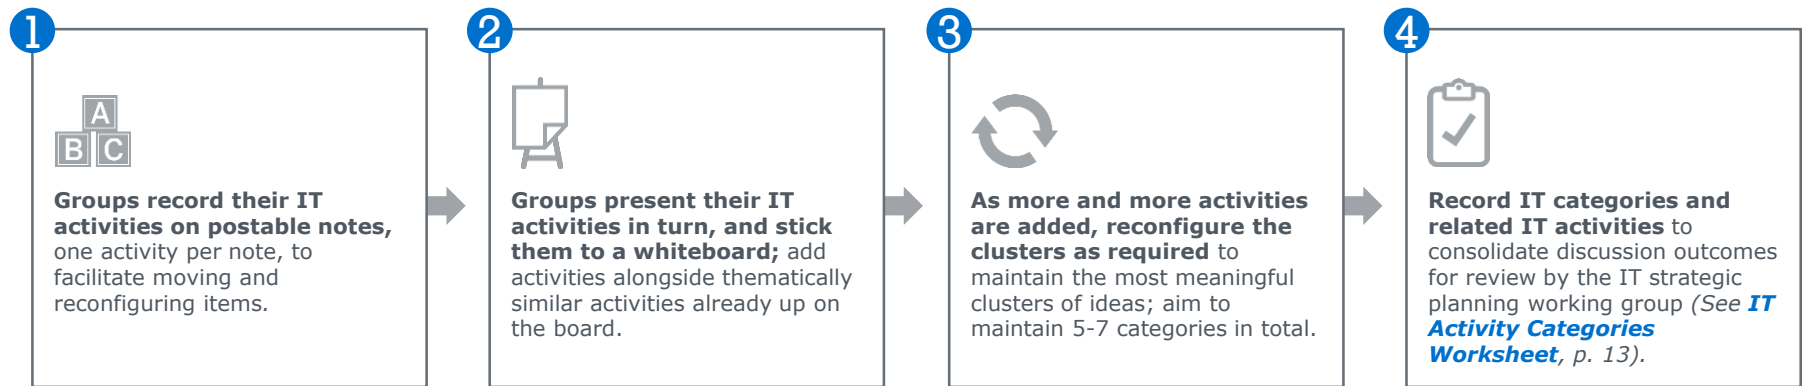 1
A
B C
Groups record their IT
activities on postable notes,
one activity per note, to
facilitate moving and
reconfiguring items.
2
Groups present their IT
activities in turn, and stick
them to a whiteboard; add
activities alongside thematically
similar activities already up on
the board.
3
As more and more activities
are added, reconfigure the
clusters as required to
maintain the most meaningful
clusters of ideas; aim to
maintain 5-7 categories in total.
4
Record IT categories and
related IT activities to
consolidate discussion outcomes
for review by the IT strategic
planning working group (See IT
Activity Categories
Worksheet, p. 13).